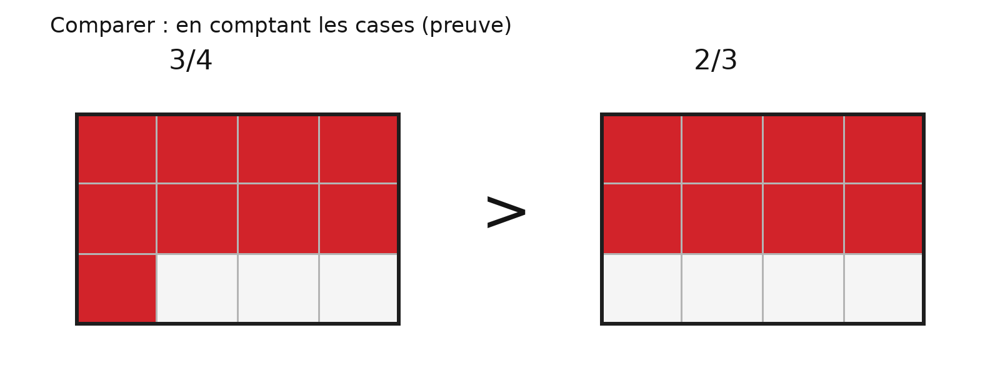 Comparer : en comptant les cases (preuve)
3/4
2/3
>